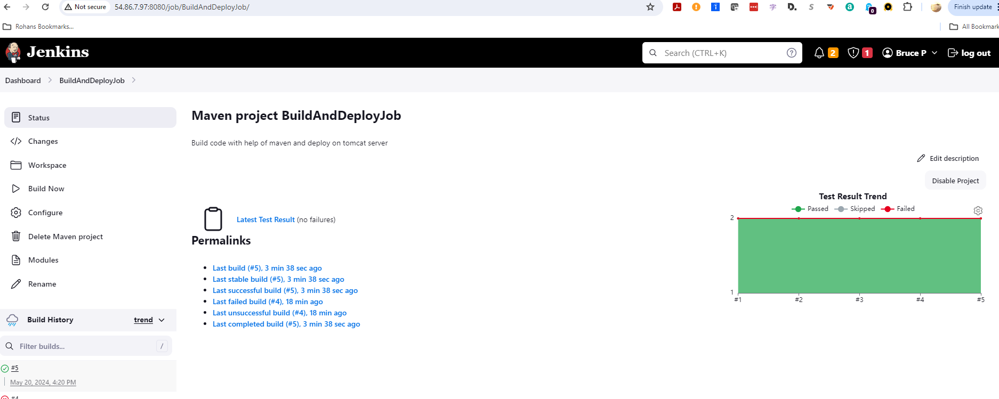 Not secure
54.86.7.97:8080/job/BuildAndDeployJob/
0
Finish update
Rohans Bookmarks...
All Bookmark
Jenkins
Search (CTRL+K)
2
1
Bruce P
log out
Dashboard
BuildAndDeployJob
Status
Changes
Workspace
Build Now
Configure
Delete Maven project
Modules
Rename
Build History
trend
Filter builds...
/
#5
May 20, 2024, 4:20 PM
#4
Maven project BuildAndDeployJob
Build code with help of maven and deploy on tomcat server
Edit description
Disable Project
Latest Test Result (no failures)
Permalinks
Last build (#5), 3 min 38 sec ago
Last stable build (#5), 3 min 38 sec ago
Last successful build (#5), 3 min 38 sec ago
Last failed build (#4), 18 min ago
Last unsuccessful build (#4), 18 min ago
Last completed build (#5), 3 min 38 sec ago
Test Result Trend
Passed Skipped Failed
2
1
#1 #2 #3 #4 #5